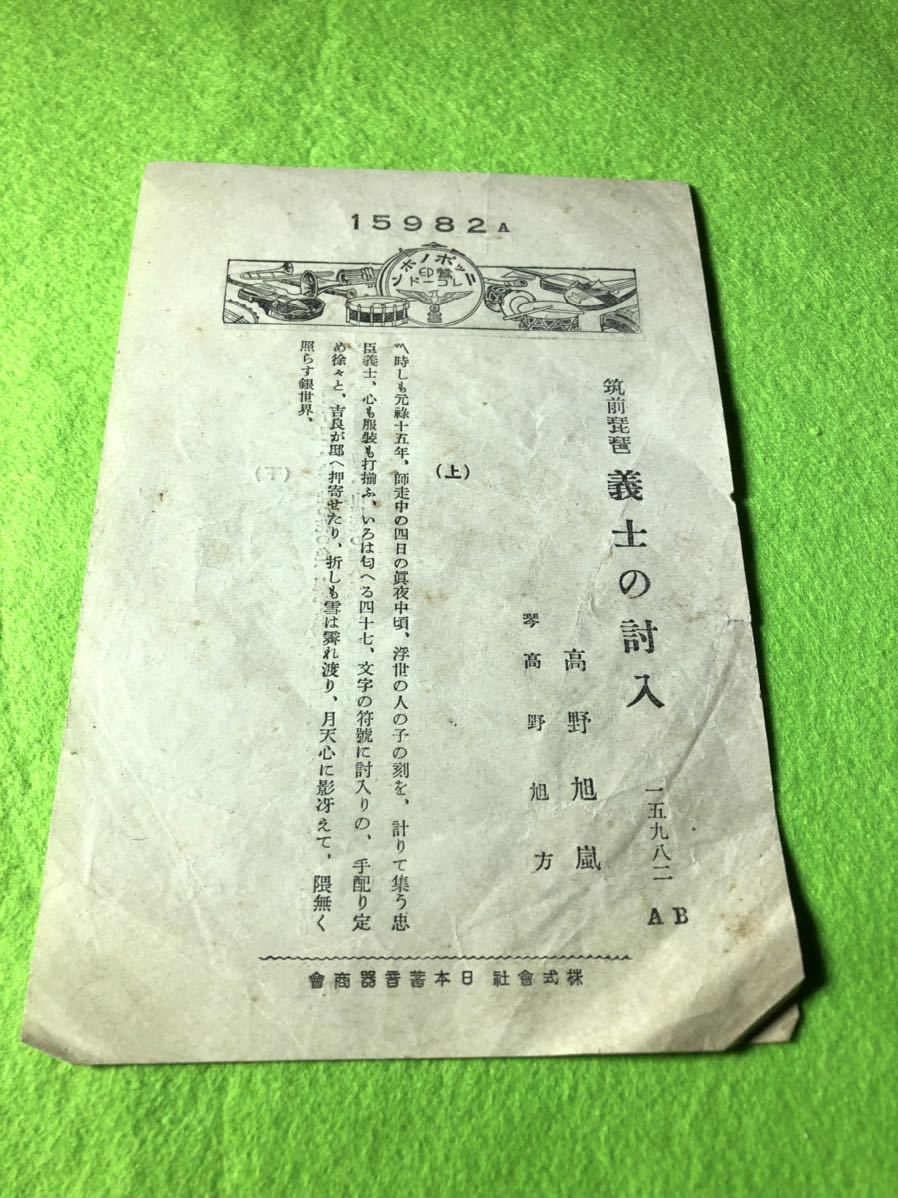 15982 A
ニッポノホン
鷲印
レコード
筑前琵琶 義士の討入 一五九八二 AB
高野旭嵐
琴高野旭方
(上)
〽時しも元祿十五年、師走中の四日の眞夜中頃、浮世の人の子の刻を、計りて集う忠
臣義士、心も服裝も打揃ふ、いろは匂へる四十七、文字の符號に討入りの、手配り定
め徐々と、吉良が邸へ押寄せたり、折しも雪は霽れ渡り、月天心に影冴えて、隈無く
照らす銀世界、
(下)
株式會社 日本蓄音器商會